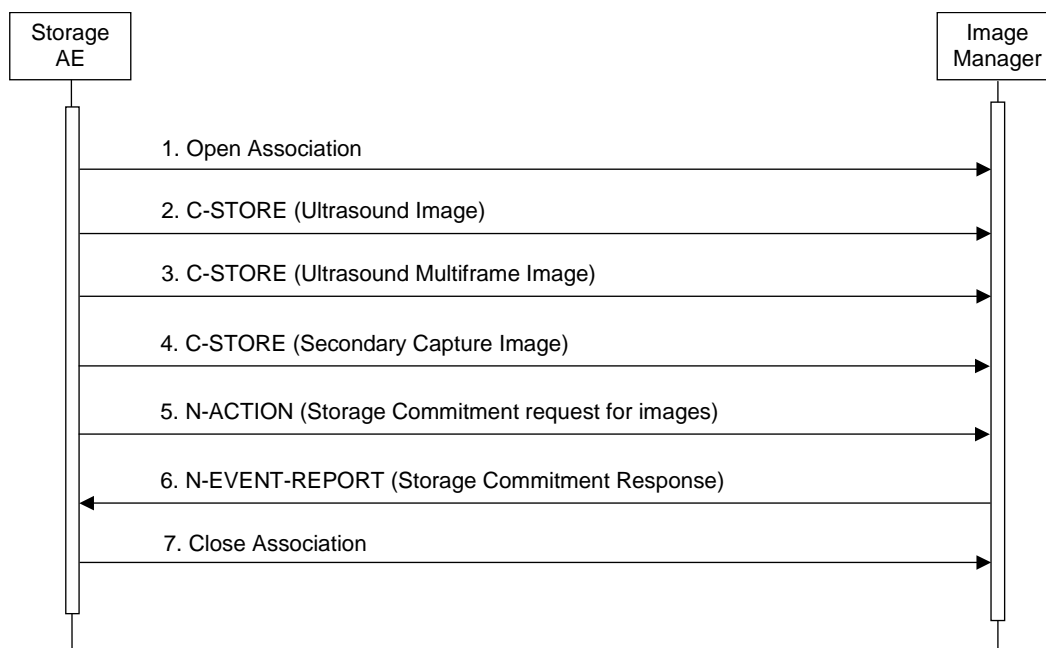 Storage
AE
Image
Manager
1. Open Association
2. C-STORE (Ultrasound Image)
3. C-STORE (Ultrasound Multiframe Image)
4. C-STORE (Secondary Capture Image)
5. N-ACTION (Storage Commitment request for images)
6. N-EVENT-REPORT (Storage Commitment Response)
7. Close Association